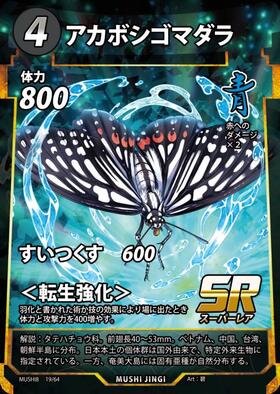 4 アカボシゴマダラ
体力
800
青
赤への
ダメージ
×2
すいつくす 600
<転生強化>
羽化と書かれた術か技の効果により場に出たとき
体力と攻撃力を400増やす。
SR
スーパーレア
解説：タテハチョウ科。前翅長40～53mm。ベトナム、中国、台湾、
朝鮮半島に分布。日本本土の個体群は国外由来で、特定外来生物に
指定されている。一方、奄美大島には固有亜種が自然分布する。
MUSHI8 19/64 MUSHI JINGI Art：碧